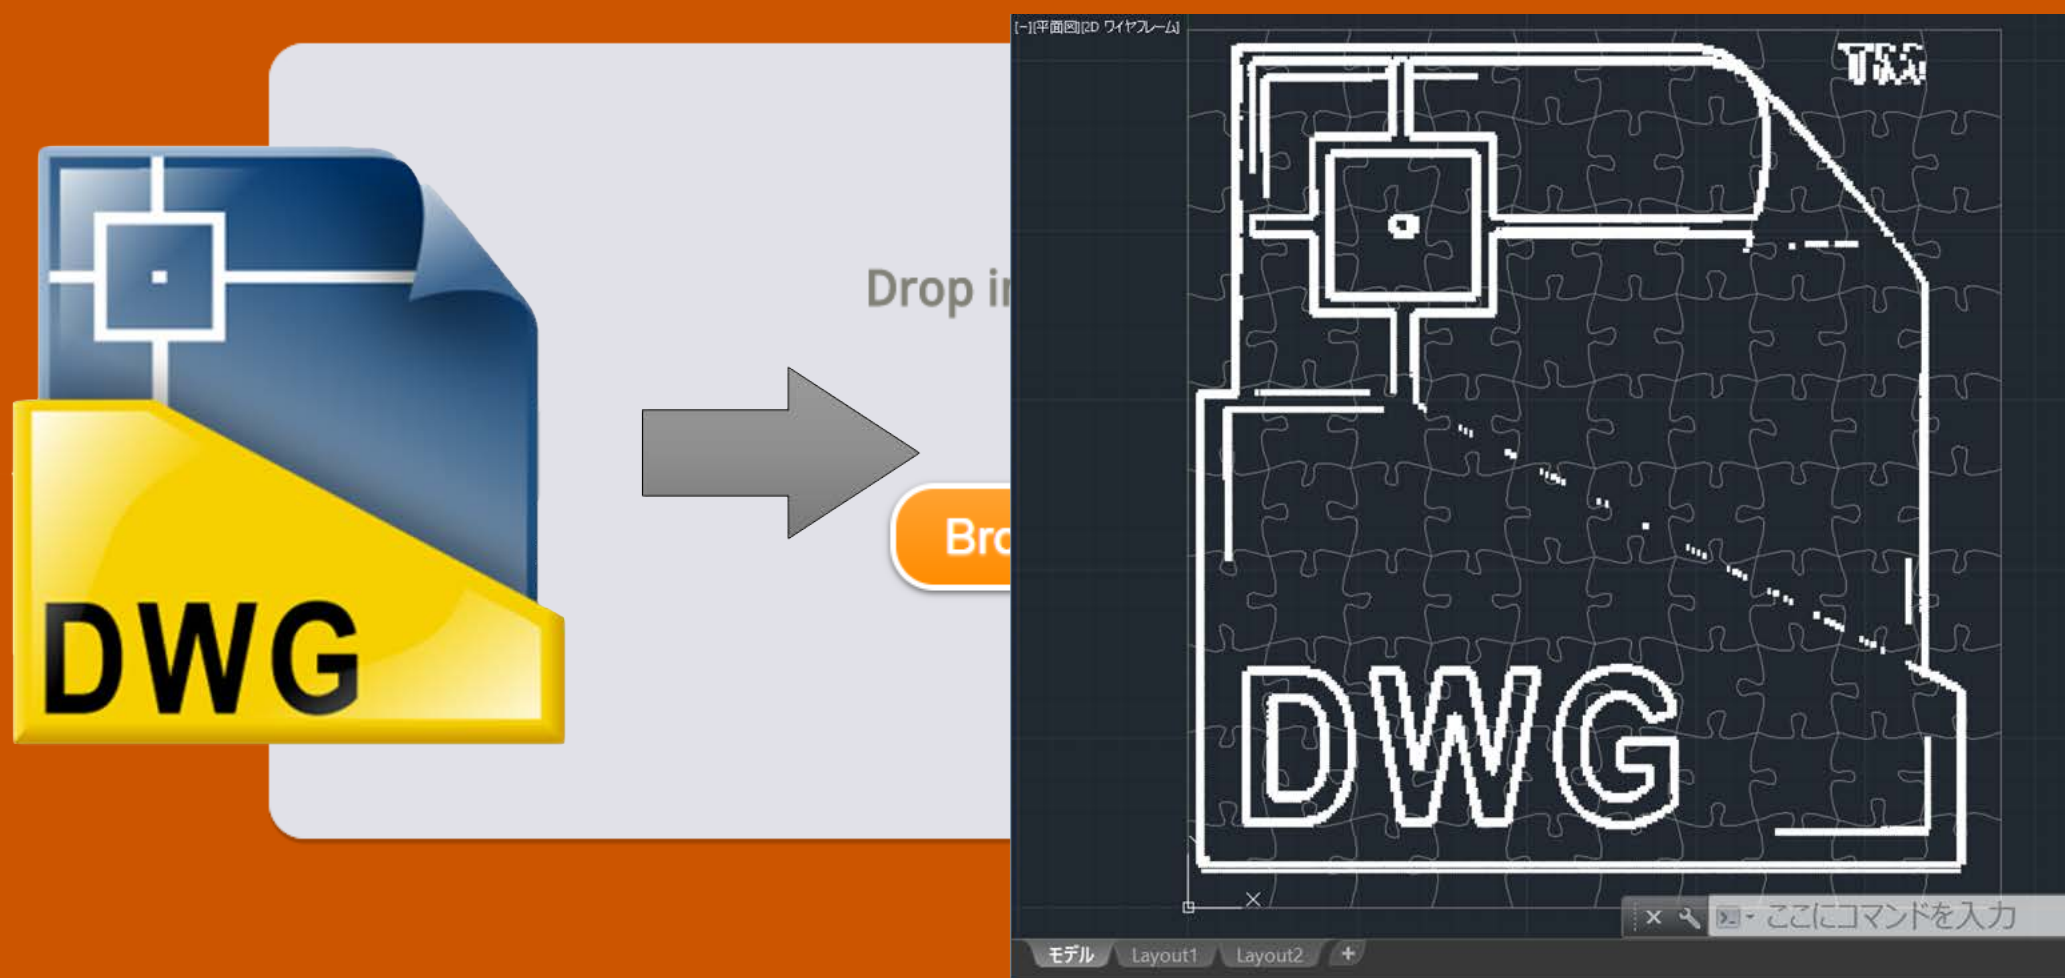 [−][平面図][2D ワイヤフレーム]
Drop
DWG
DWG
ここにコマンドを入力
モデル
Layout1
Layout2